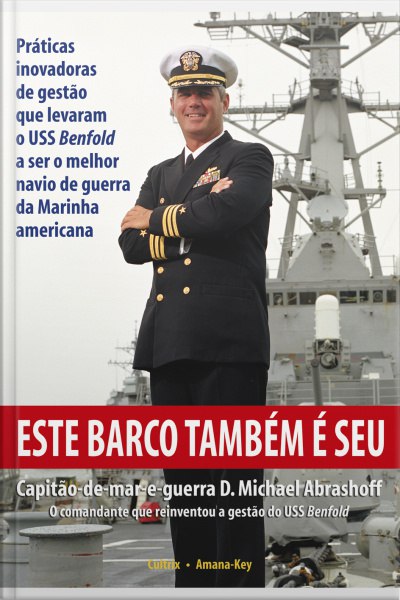 Práticas
inovadoras
de gestão
que levaram
o USS Benfold
a ser o melhor
navio de guerra
da Marinha
americana
ESTE BARCO TAMBÉM É SEU
Capitão-de-mar-e-guerra D. Michael Abrashoff
O comandante que reinventou a gestão do USS Benfold
Cultrix • Amana-Key